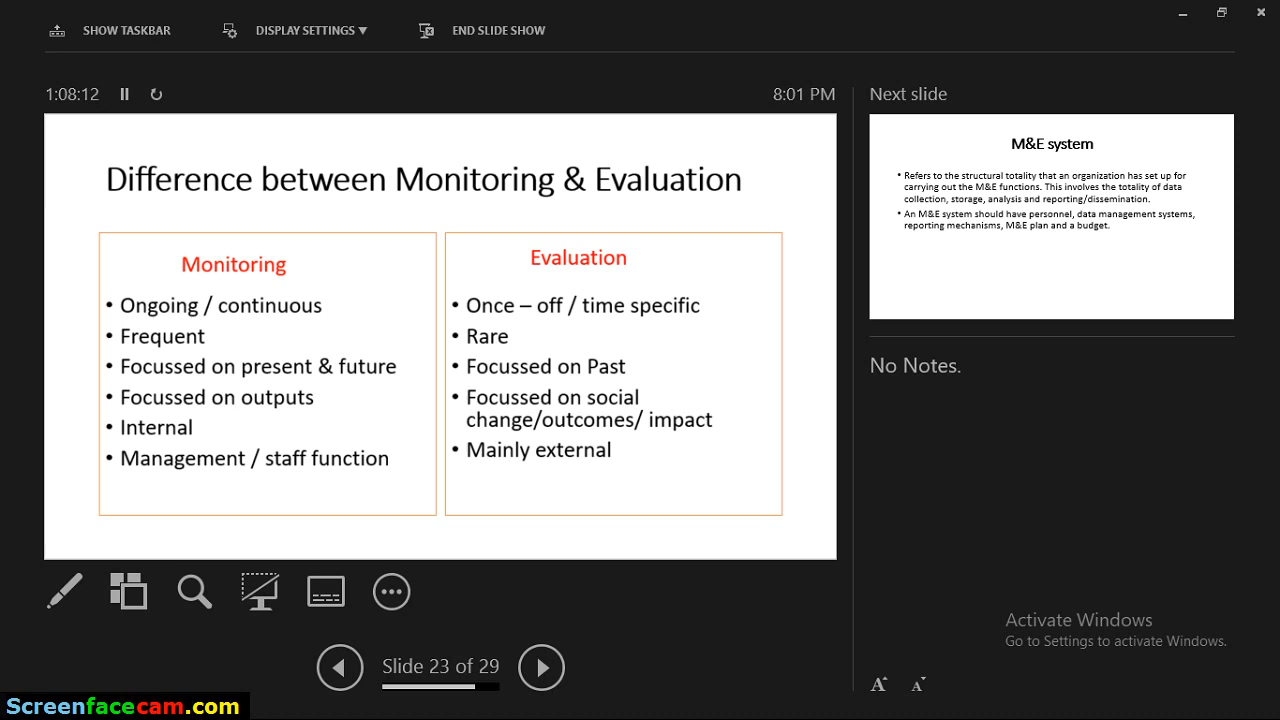 SHOW TASKBAR
DISPLAY SETTINGS ▼
END SLIDE SHOW
1:08:12
8:01 PM
Difference between Monitoring & Evaluation
Monitoring
• Ongoing / continuous
• Frequent
• Focussed on present & future
• Focussed on outputs
• Internal
• Management / staff function
Evaluation
• Once – off / time specific
• Rare
• Focussed on Past
• Focussed on social
change/outcomes/ impact
• Mainly external
Slide 23 of 29
Next slide
M&E system
• Refers to the structural totality that an organization has set up for
carrying out the M&E functions. This involves the totality of data
collection, storage, analysis and reporting/dissemination.
• An M&E system should have personnel, data management systems,
reporting mechanisms, M&E plan and a budget.
No Notes.
Activate Windows
Go to Settings to activate Windows.
A A
Screenfacecam.com